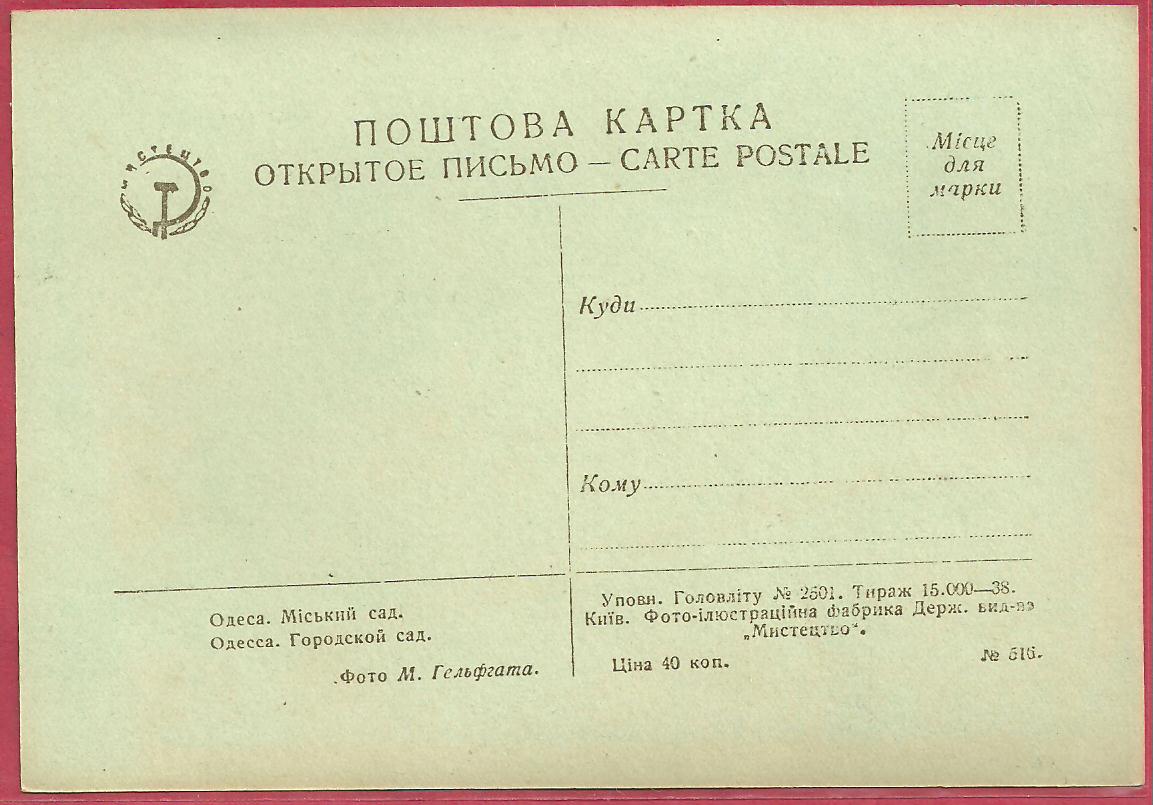 ПОШТОВА КАРТКА
ОТКРЫТОЕ ПИСЬМО — CARTE POSTALE
Мистецтво
Місце
для
марки
Куди
Кому
Одеса. Міський сад.
Одесса. Городской сад.
Фото М. Гельфгата.
Уповн. Головліту № 2601. Тираж 15.000—38.
Київ. Фото-ілюстраційна фабрика Держ. вид-во
„Мистецтво“.
Ціна 40 коп.
№ 516.